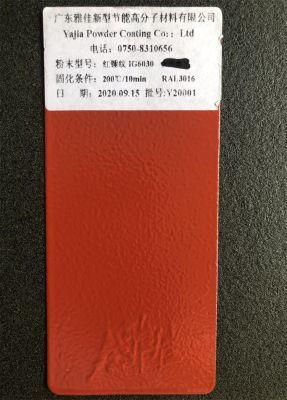 广东雅佳新型节能高分子材料有限公司
Yajia Powder Conting Co;: Ltd
电话: 0750-8310656
粉末型号: 红皱纹 IG6030
固化条件: 200℃/10min RAL3016
日 期 2020.09.15 批号:Y20001